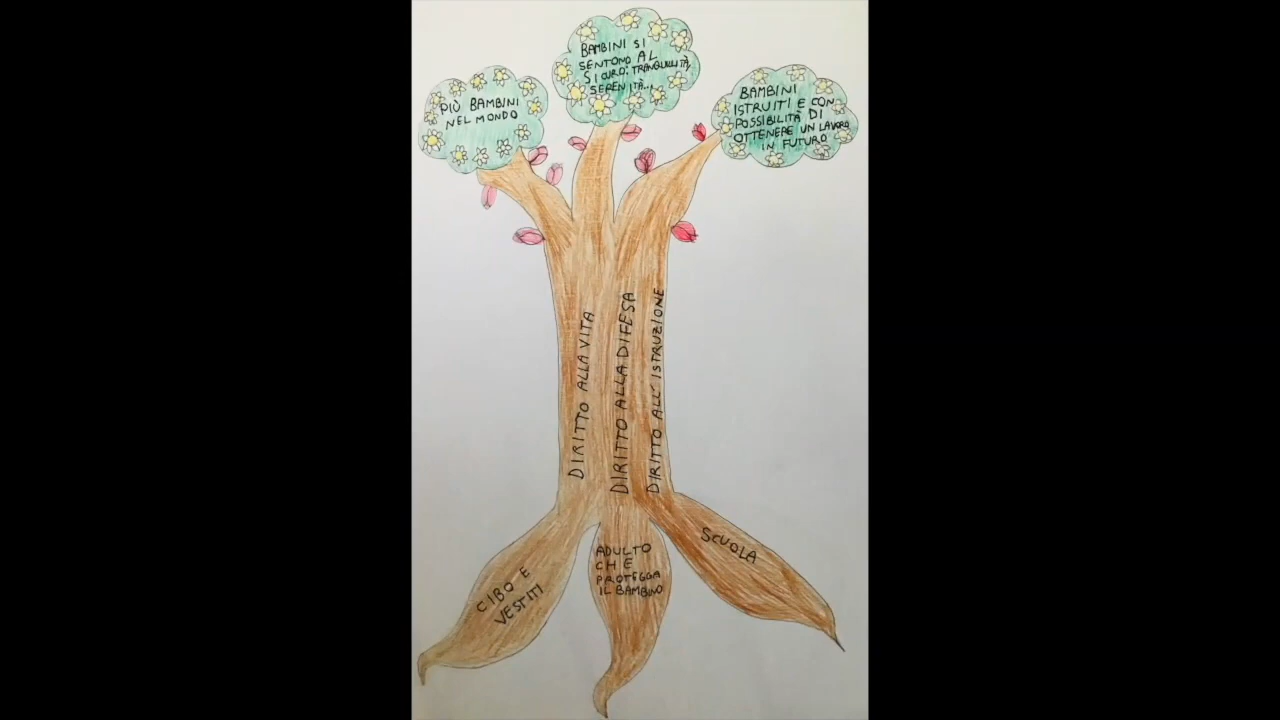 PIÙ BAMBINI
NEL MONDO
BAMBINI SI
SENTONO AL
SICURO: TRANQUILLITÀ,
SERENITÀ...
BAMBINI
ISTRUITI E CON
POSSIBILITÀ DI
OTTENERE UN LAVORO
IN FUTURO
DIRITTO ALLA VITA
DIRITTO ALLA DIFESA
DIRITTO ALL'ISTRUZIONE
CIBO E
VESTITI
ADULTO
CHE
PROTEGGA
IL BAMBINO
SCUOLA